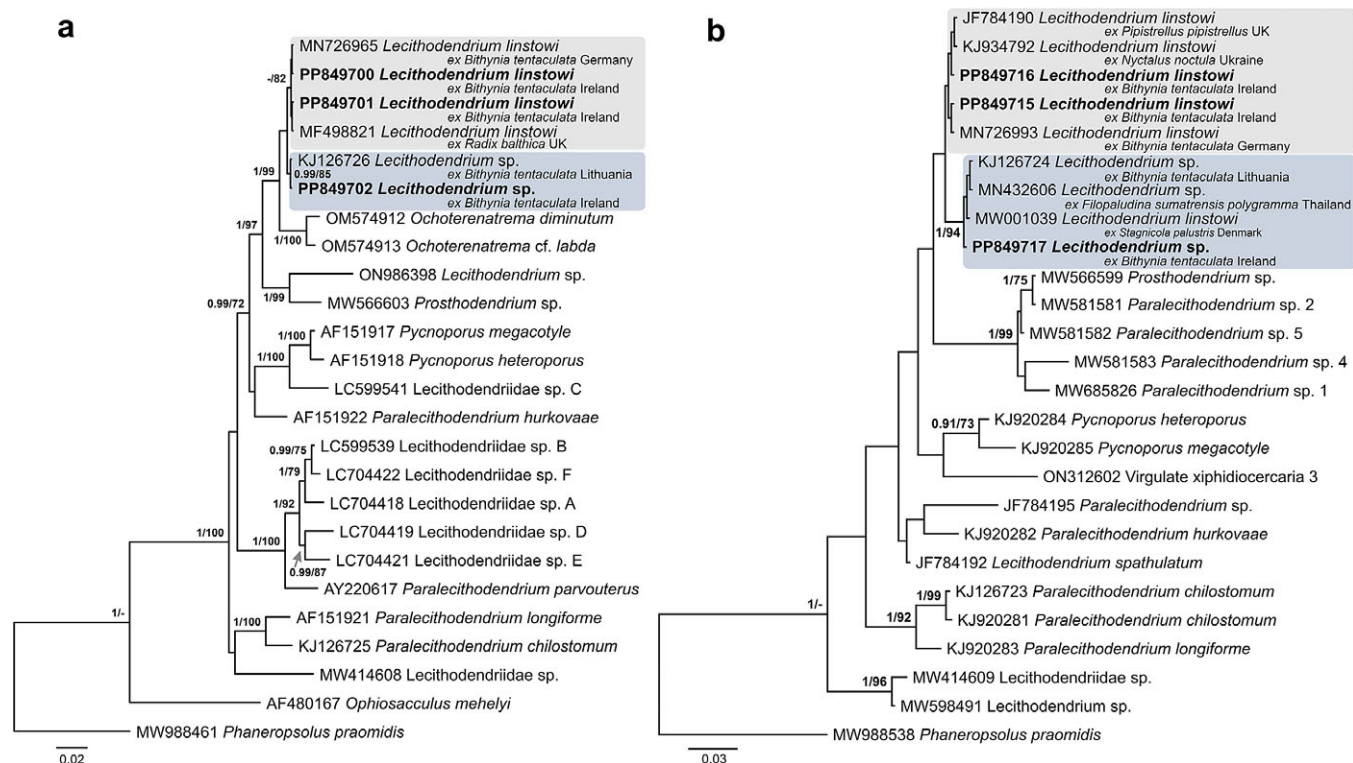 a
MN726965 Lecithodendrium linstowi
ex Bithynia tentaculata Germany
-/82
PP849700 Lecithodendrium linstowi
ex Bithynia tentaculata Ireland
PP849701 Lecithodendrium linstowi
ex Bithynia tentaculata Ireland
MF498821 Lecithodendrium linstowi
ex Radix balthica UK
KJ126726 Lecithodendrium sp.
0.99/85
ex Bithynia tentaculata Lithuania
1/99
PP849702 Lecithodendrium sp.
ex Bithynia tentaculata Ireland
OM574912 Ochoterenatrema diminutum
1/97
1/100
OM574913 Ochoterenatrema cf. labda
ON986398 Lecithodendrium sp.
1/99
0.99/72
MW566603 Prosthodendrium sp.
AF151917 Pycnoporus megacotyle
1/100
AF151918 Pycnoporus heteroporus
1/100
LC599541 Lecithodendriidae sp. C
AF151922 Paralecithodendrium hurkovaae
LC599539 Lecithodendriidae sp. B
0.99/75
LC704422 Lecithodendriidae sp. F
1/79
LC704418 Lecithodendriidae sp. A
1/92
LC704419 Lecithodendriidae sp. D
1/100
1/100
LC704421 Lecithodendriidae sp. E
0.99/87
AY220617 Paralecithodendrium parvouterus
1/-
AF151921 Paralecithodendrium longiforme
1/100
KJ126725 Paralecithodendrium chilostomum
MW414608 Lecithodendriidae sp.
AF480167 Ophiosacculus mehelyi
MW988461 Phaneropsolus praomidis
0.02
b
JF784190 Lecithodendrium linstowi
ex Pipistrellus pipistrellus UK
KJ934792 Lecithodendrium linstowi
ex Nyctalus noctula Ukraine
PP849716 Lecithodendrium linstowi
ex Bithynia tentaculata Ireland
PP849715 Lecithodendrium linstowi
ex Bithynia tentaculata Ireland
MN726993 Lecithodendrium linstowi
ex Bithynia tentaculata Germany
KJ126724 Lecithodendrium sp.
ex Bithynia tentaculata Lithuania
MN432606 Lecithodendrium sp.
ex Filopaludina sumatrensis polygramma Thailand
MW001039 Lecithodendrium linstowi
1/94
ex Stagnicola palustris Denmark
PP849717 Lecithodendrium sp.
ex Bithynia tentaculata Ireland
1/75
MW566599 Prosthodendrium sp.
MW581581 Paralecithodendrium sp. 2
1/99
MW581582 Paralecithodendrium sp. 5
MW581583 Paralecithodendrium sp. 4
MW685826 Paralecithodendrium sp. 1
0.91/73
KJ920284 Pycnoporus heteroporus
KJ920285 Pycnoporus megacotyle
ON312602 Virgulate xiphidiocercaria 3
JF784195 Paralecithodendrium sp.
KJ920282 Paralecithodendrium hurkovaae
JF784192 Lecithodendrium spathulatum
1/-
1/99
KJ126723 Paralecithodendrium chilostomum
1/92
KJ920281 Paralecithodendrium chilostomum
KJ920283 Paralecithodendrium longiforme
1/96
MW414609 Lecithodendriidae sp.
MW598491 Lecithodendrium sp.
MW988538 Phaneropsolus praomidis
0.03